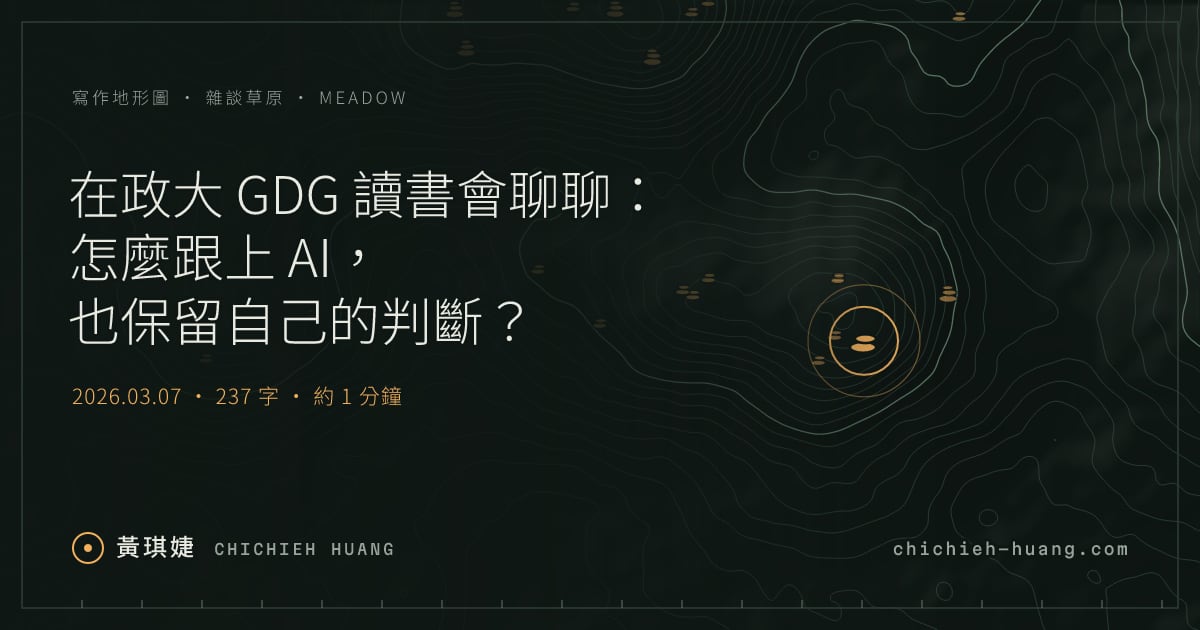 寫作地形圖 · 雜談草原 · MEADOW
在政大 GDG 讀書會聊聊：
怎麼跟上 AI，
也保留自己的判斷？
2026.03.07 · 237 字 · 約 1 分鐘
黃琪婕 CHICHIEH HUANG
chichieh-huang.com